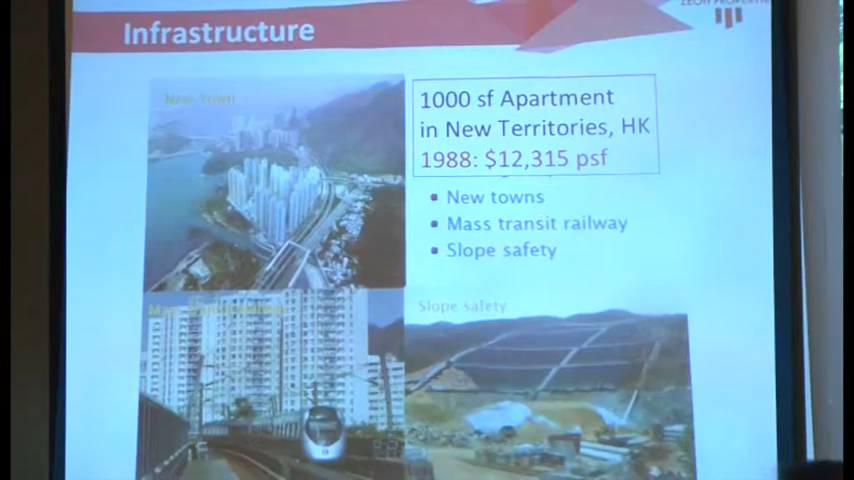 Infrastructure
New Town
1000 sf Apartment
in New Territories, HK
1988: $12,315 psf
• New towns
• Mass transit railway
• Slope safety
Slope safety